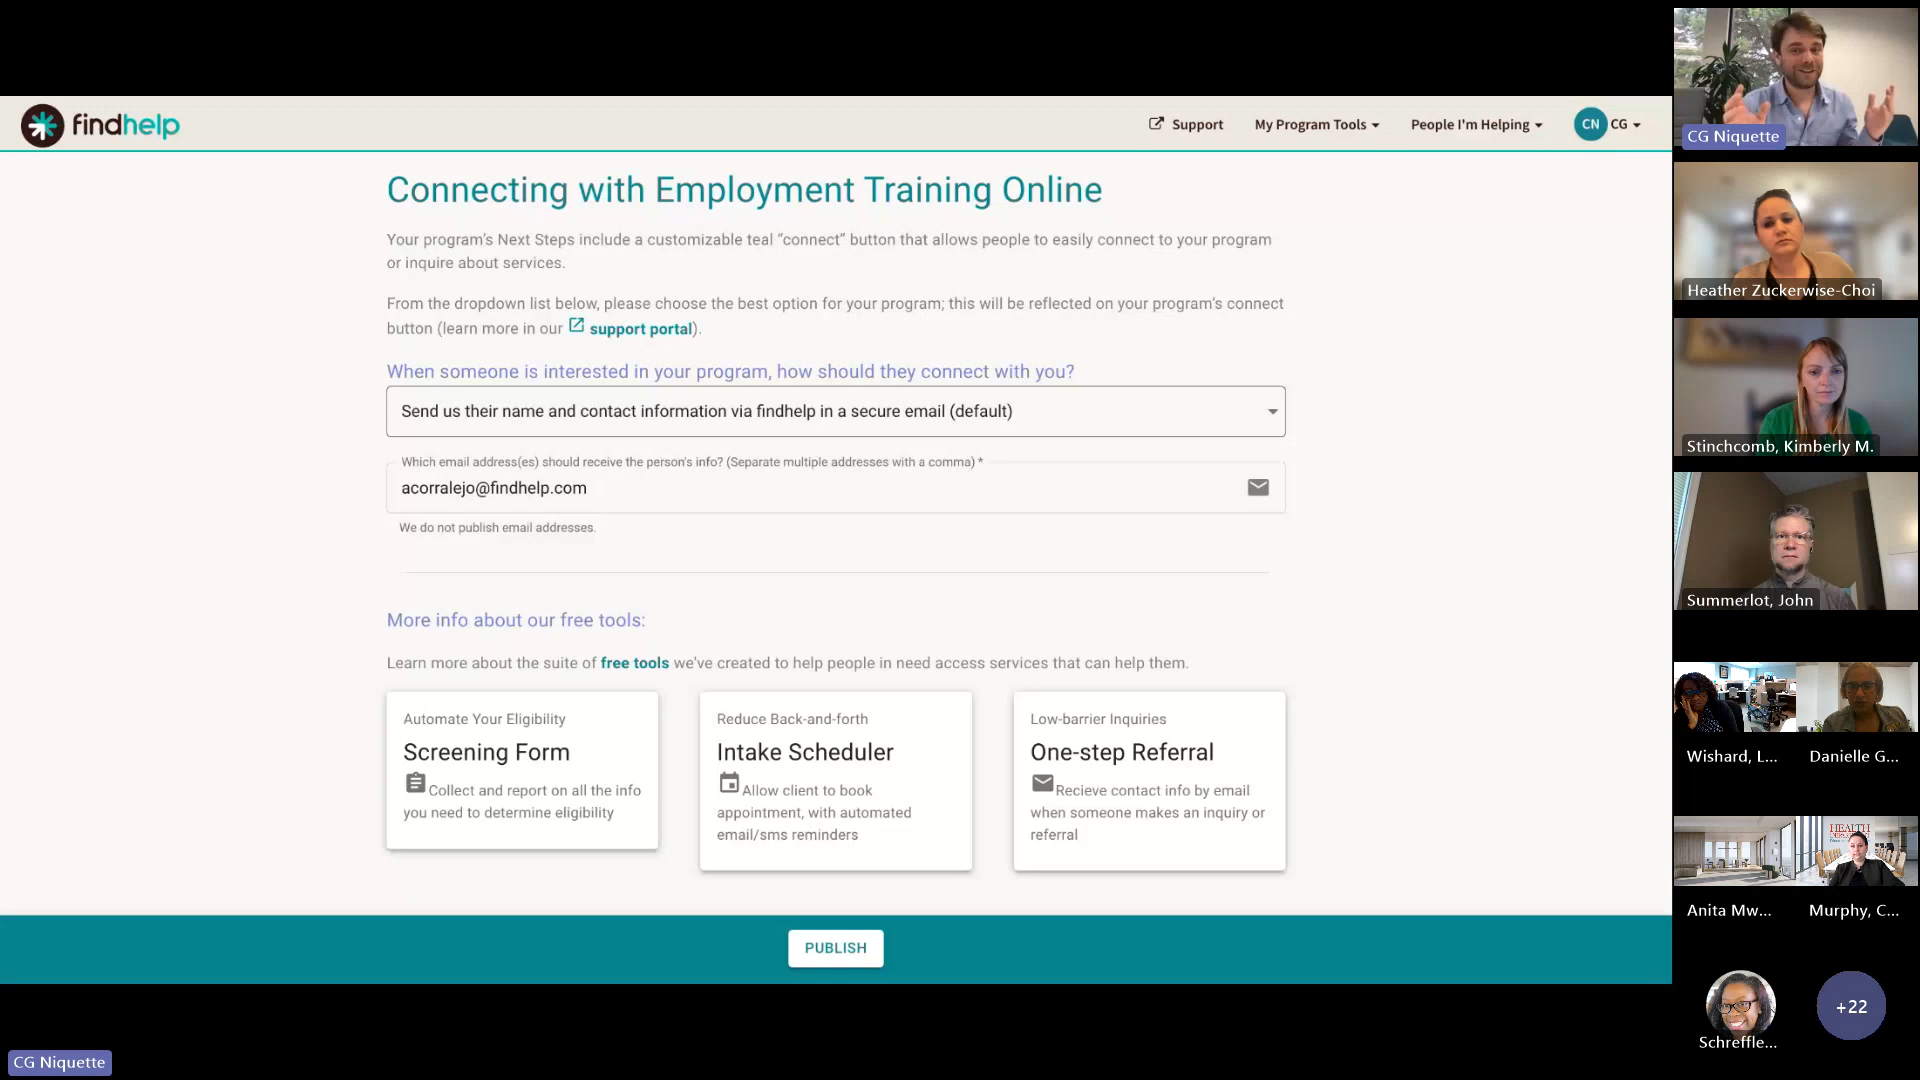 findhelp
Support
My Program Tools
People I'm Helping
CN
CG
Connecting with Employment Training Online
Your program's Next Steps include a customizable teal “connect” button that allows people to easily connect to your program
or inquire about services.
From the dropdown list below, please choose the best option for your program; this will be reflected on your program's connect
button (learn more in our support portal).
When someone is interested in your program, how should they connect with you?
Send us their name and contact information via findhelp in a secure email (default)
Which email address(es) should receive the person's info? (Separate multiple addresses with a comma) *
acorralejo@findhelp.com
We do not publish email addresses.
More info about our free tools:
Learn more about the suite of free tools we've created to help people in need access services that can help them.
Automate Your Eligibility
Screening Form
Collect and report on all the info
you need to determine eligibility
Reduce Back-and-forth
Intake Scheduler
Allow client to book
appointment, with automated
email/sms reminders
Low-barrier Inquiries
One-step Referral
Recieve contact info by email
when someone makes an inquiry or
referral
PUBLISH
CG Niquette
CG Niquette
Heather Zuckerwise-Choi
Stinchcomb, Kimberly M.
Summerlot, John
Wishard, L...
Danielle G...
HEALTH
Anita Mw...
Murphy, C...
Schreffle...
+22